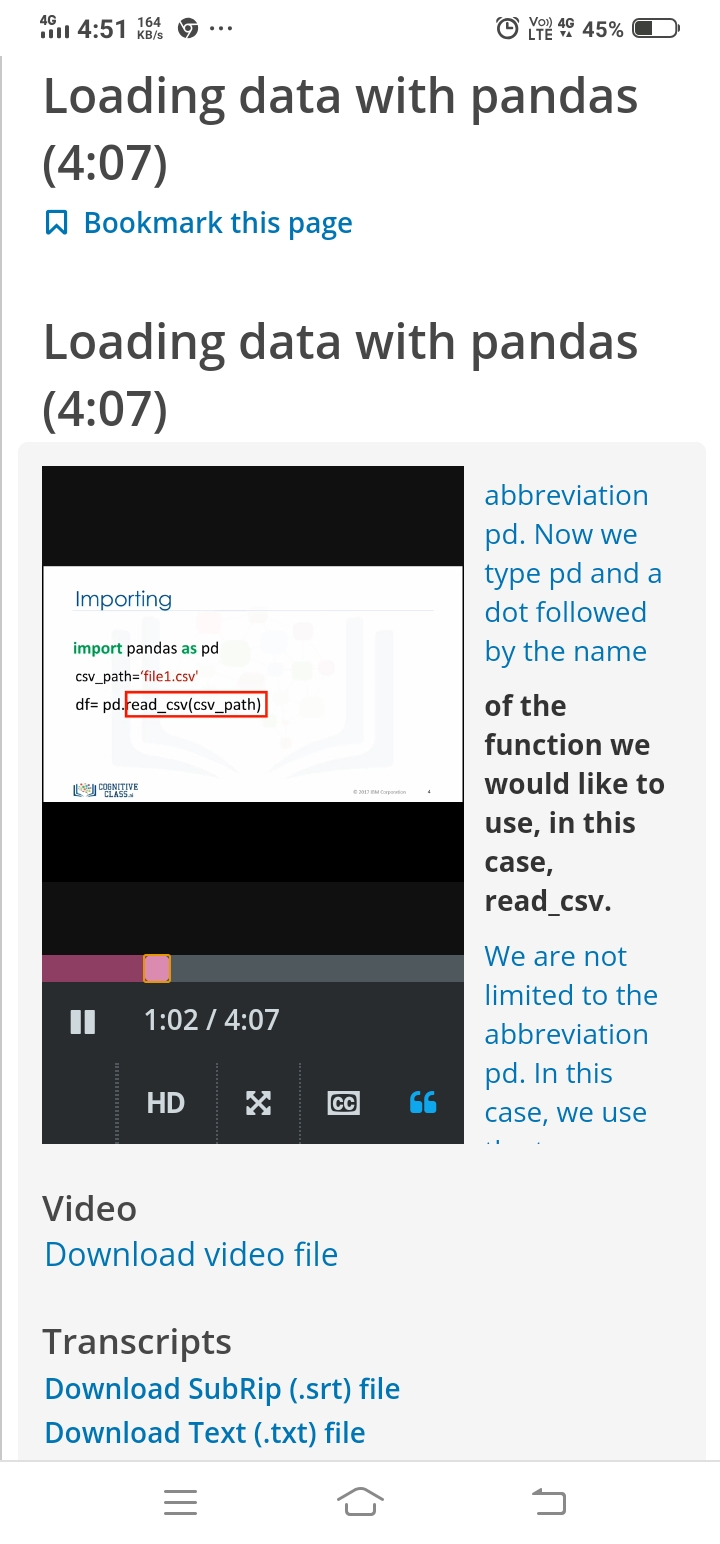 4G 4:51 164 KB/s ... Vo)) LTE 4G 45%
Loading data with pandas
(4:07)
Bookmark this page
Loading data with pandas
(4:07)
Importing
import pandas as pd
csv_path='file1.csv'
df= pd.read_csv(csv_path)
COGNITIVE
CLASS.ai
© 2017 IBM Corporation 4
1:02 / 4:07
HD CC
abbreviation
pd. Now we
type pd and a
dot followed
by the name
of the
function we
would like to
use, in this
case,
read_csv.
We are not
limited to the
abbreviation
pd. In this
case, we use
Video
Download video file
Transcripts
Download SubRip (.srt) file
Download Text (.txt) file